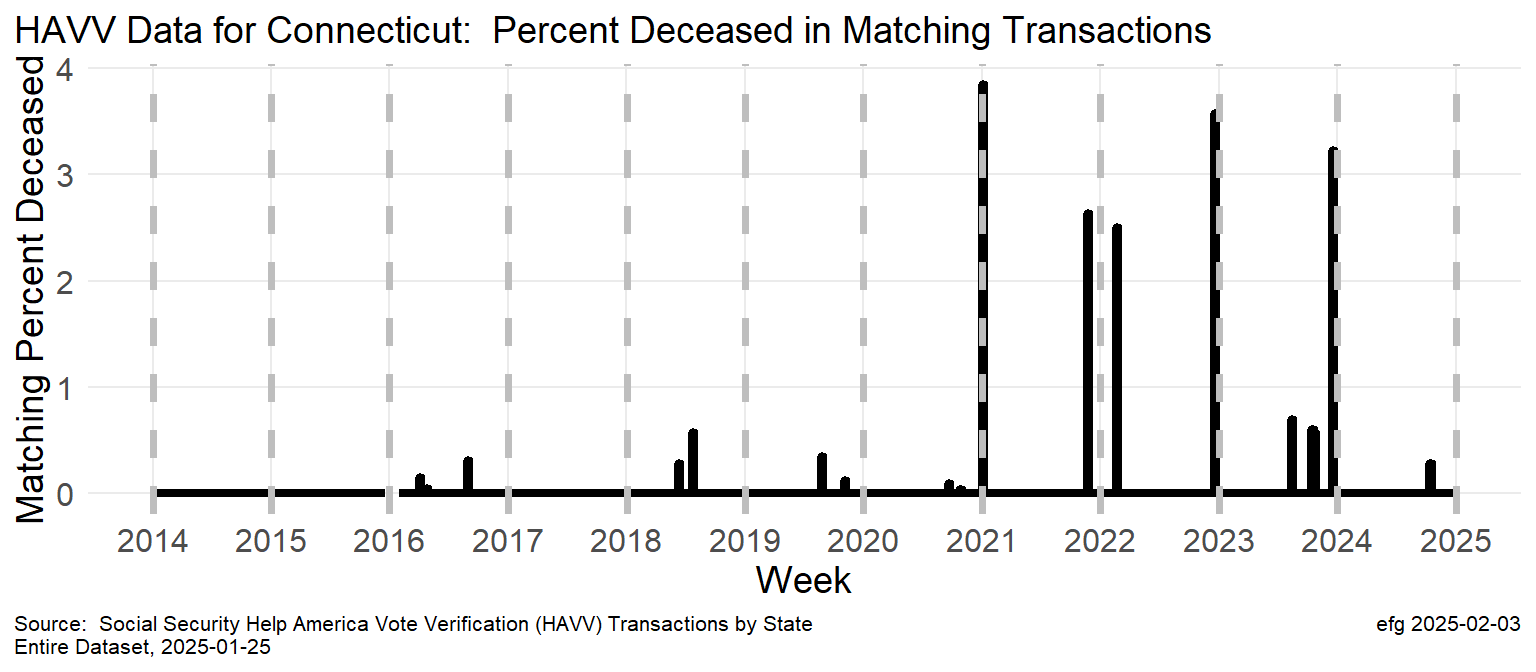 HAVV Data for Connecticut:  Percent Deceased in Matching Transactions
Matching Percent Deceased
4
3
2
1
0
2014 2015 2016 2017 2018 2019 2020 2021 2022 2023 2024 2025
Week
Source:  Social Security Help America Vote Verification (HAVV) Transactions by State
Entire Dataset, 2025-01-25
efg 2025-02-03